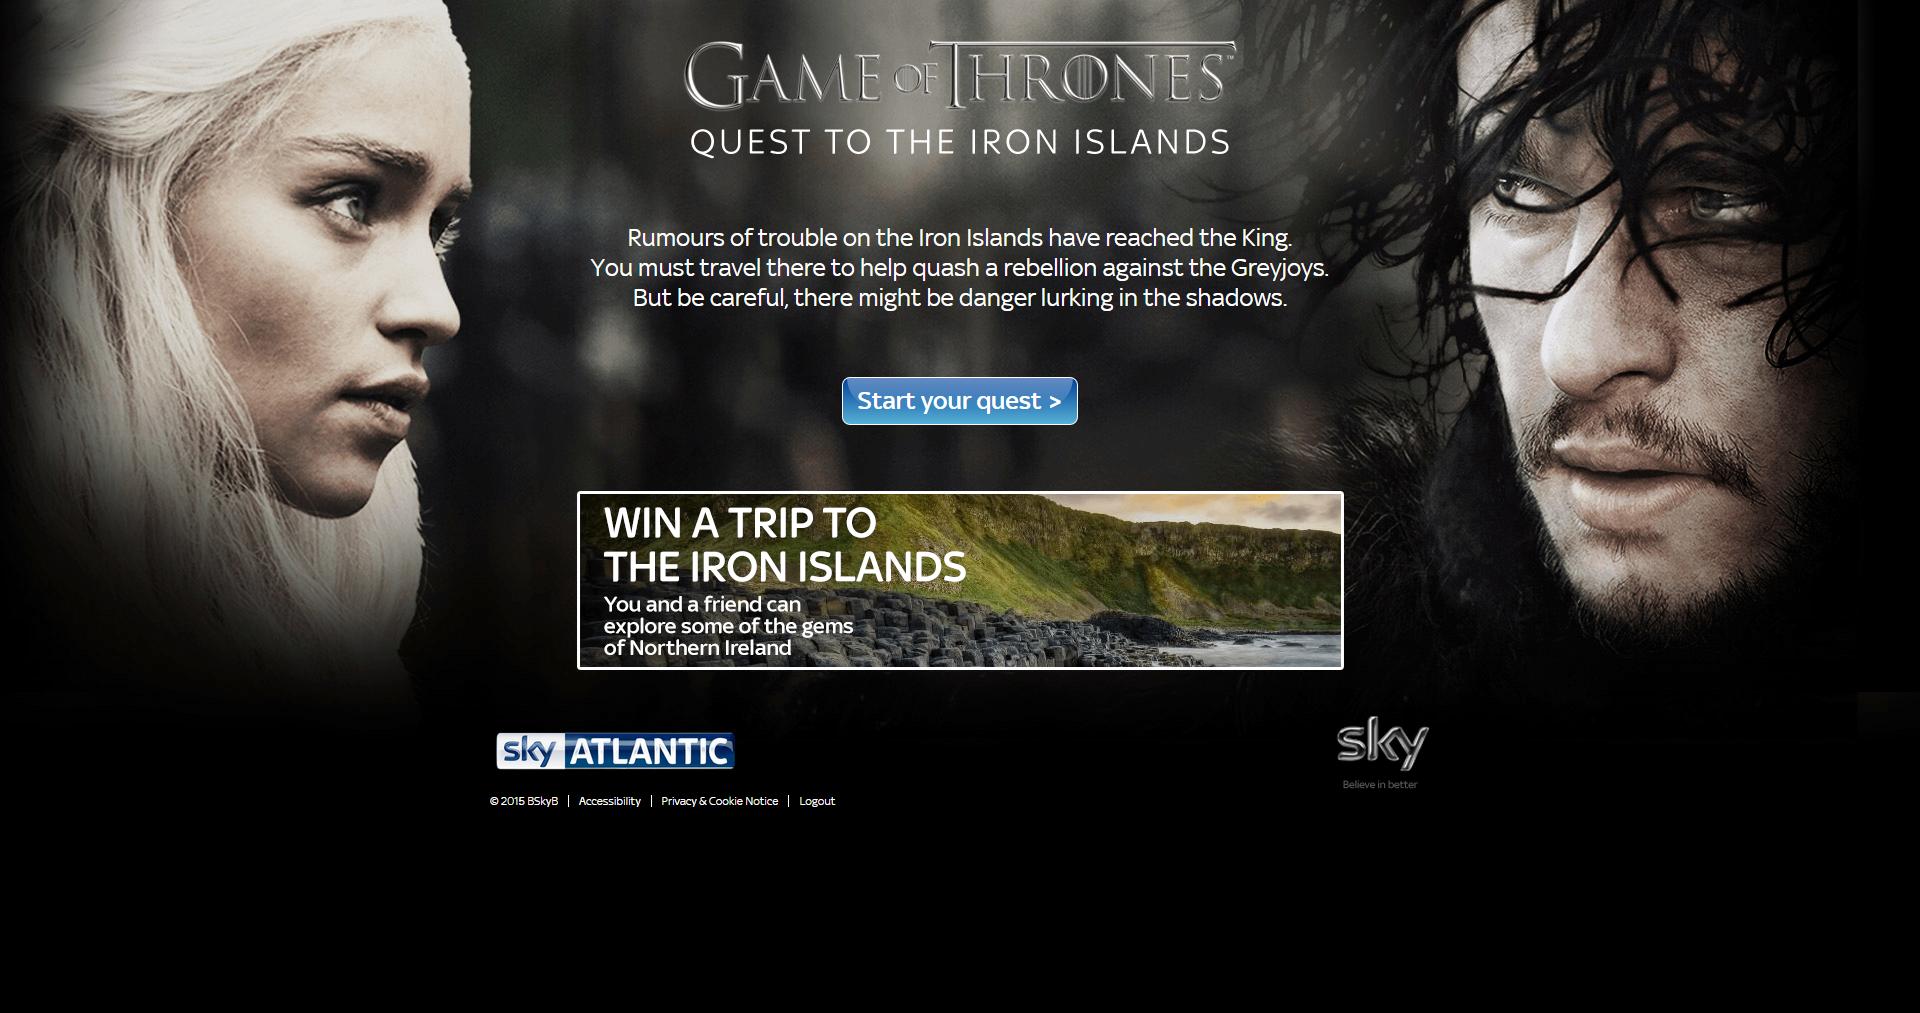 GAME OF THRONES™
QUEST TO THE IRON ISLANDS
Rumours of trouble on the Iron Islands have reached the King.
You must travel there to help quash a rebellion against the Greyjoys.
But be careful, there might be danger lurking in the shadows.
Start your quest >
WIN A TRIP TO
THE IRON ISLANDS
You and a friend can
explore some of the gems
of Northern Ireland
sky ATLANTIC
sky
Believe in better
© 2015 BSkyB | Accessibility | Privacy & Cookie Notice | Logout